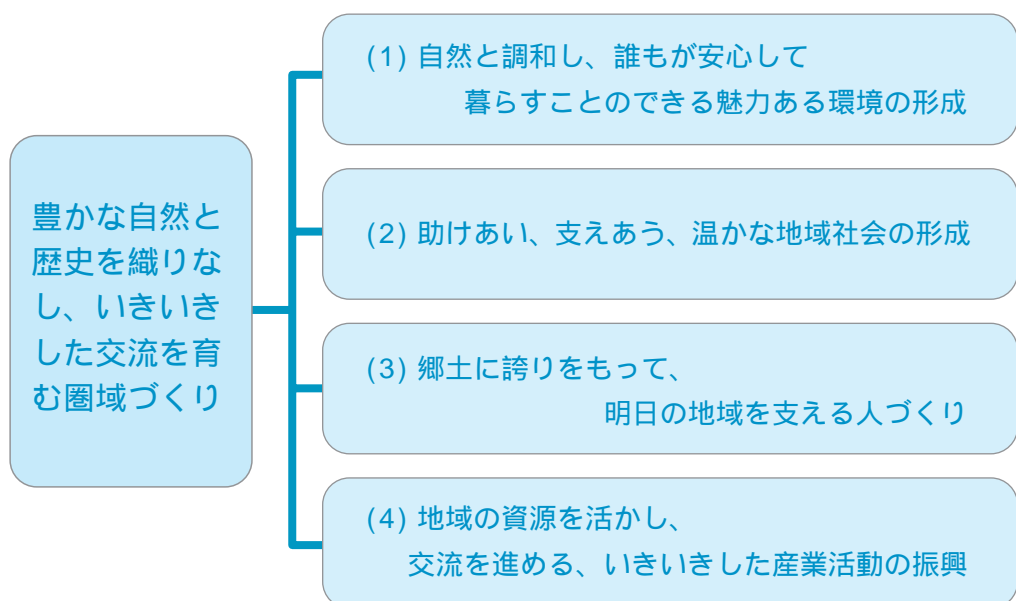 豊かな自然と
歴史を織りな
し、いきいき
した交流を育
む圏域づくり
(1) 自然と調和し、誰もが安心して
暮らすことのできる魅力ある環境の形成
(2) 助けあい、支えあう、温かな地域社会の形成
(3) 郷土に誇りをもって、
明日の地域を支える人づくり
(4) 地域の資源を活かし、
交流を進める、いきいきした産業活動の振興